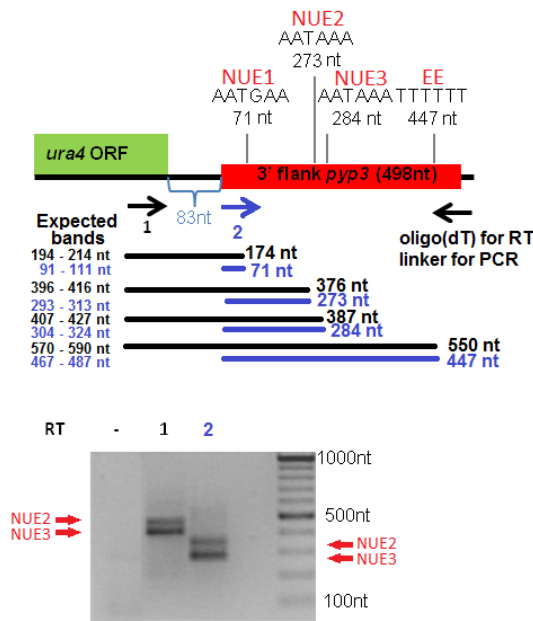 NUE2
AATAAA
273 nt
NUE1
NUE3
EE
AATGAA
AATAAATTTTTT
71 nt
284 nt
447 nt
ura4 ORF
3' flank pyp3 (498nt)
1
83nt
2
oligo(dT) for RT
linker for PCR
Expected
bands
194 - 214 nt
174 nt
91 - 111 nt
71 nt
396 - 416 nt
376 nt
293 - 313 nt
273 nt
407 - 427 nt
387 nt
304 - 324 nt
284 nt
570 - 590 nt
550 nt
467 - 487 nt
447 nt
RT - 1 2
1000nt
NUE2
500nt
NUE3
NUE2
NUE3
100nt